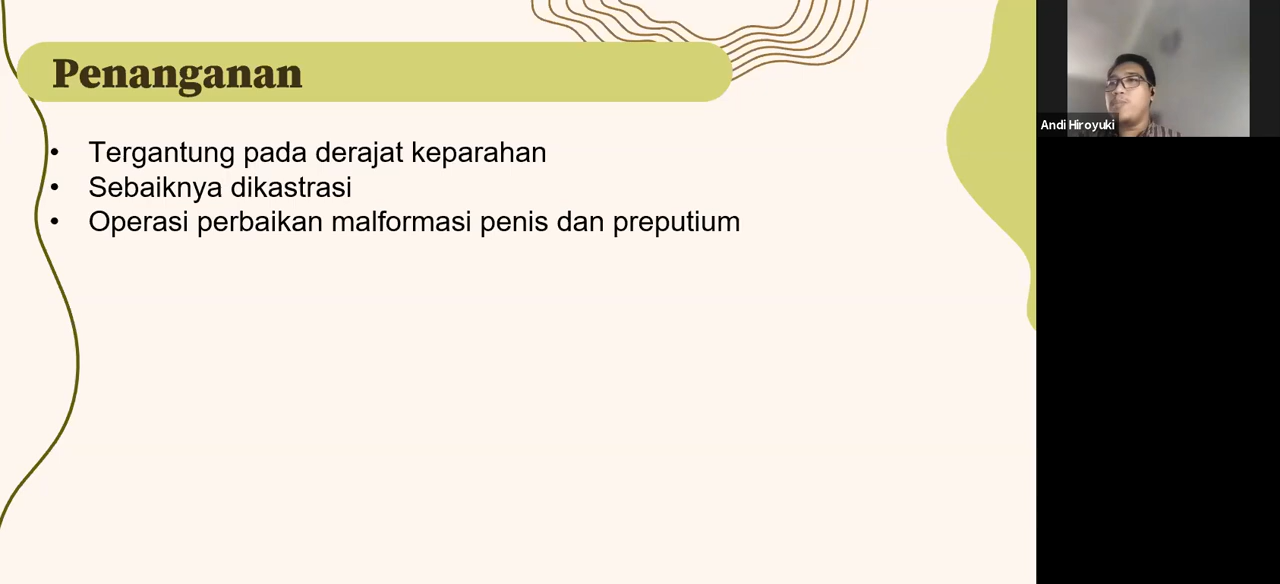 Penanganan
• Tergantung pada derajat keparahan
• Sebaiknya dikastrasi
• Operasi perbaikan malformasi penis dan preputium
Andi Hiroyuki